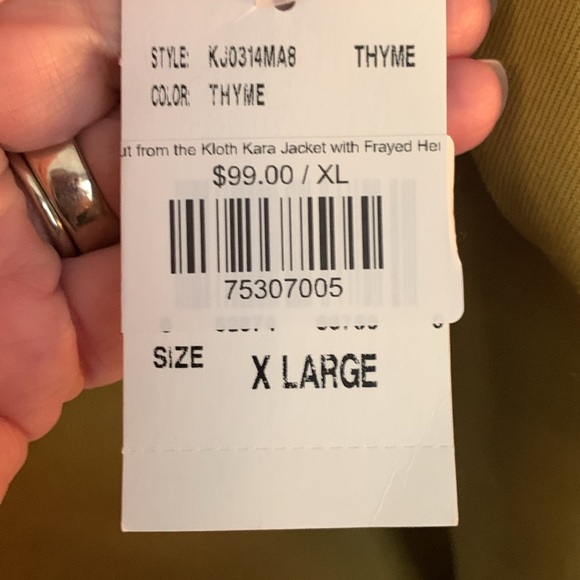 STYLE: KJ0314MA8 THYME
COLOR: THYME
ut from the Kloth Kara Jacket with Frayed He
$99.00 / XL
75307005
SIZE X LARGE